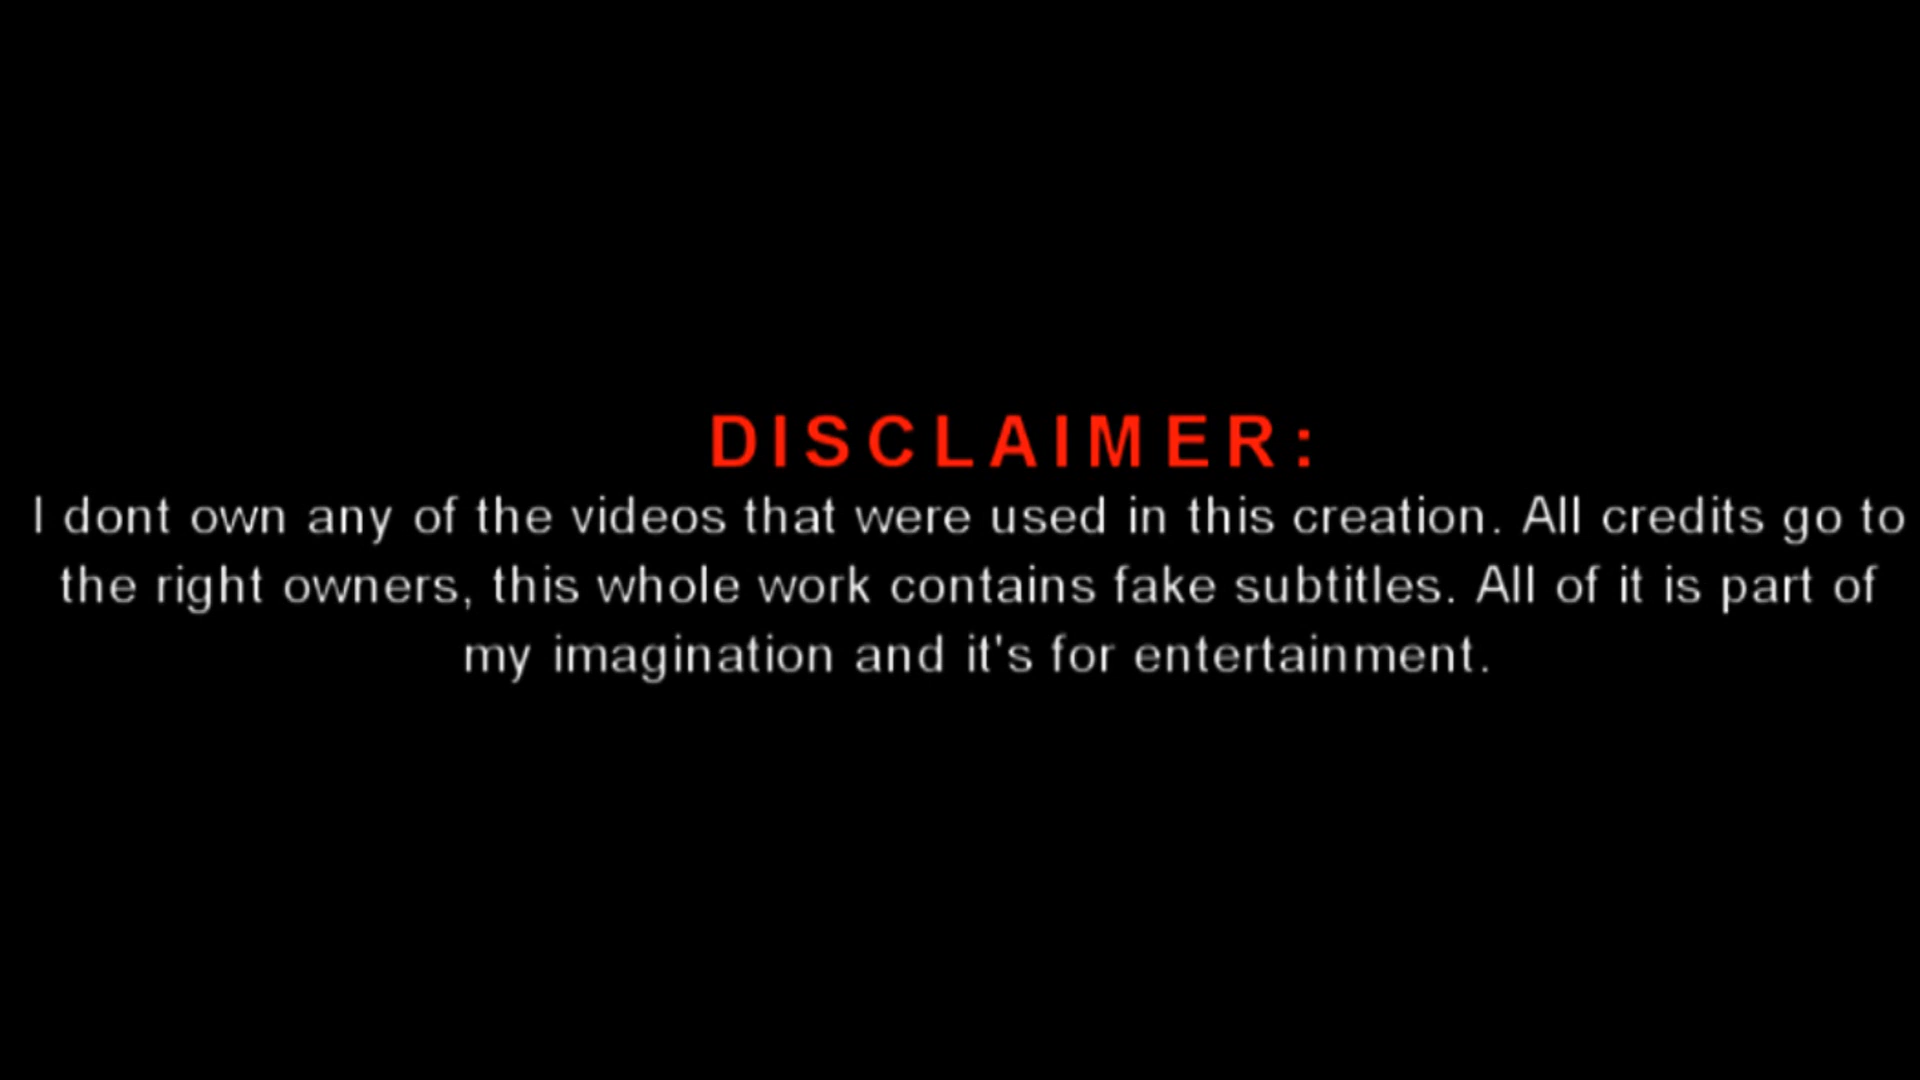 DISCLAIMER:
I dont own any of the videos that were used in this creation. All credits go to
the right owners, this whole work contains fake subtitles. All of it is part of
my imagination and it's for entertainment.